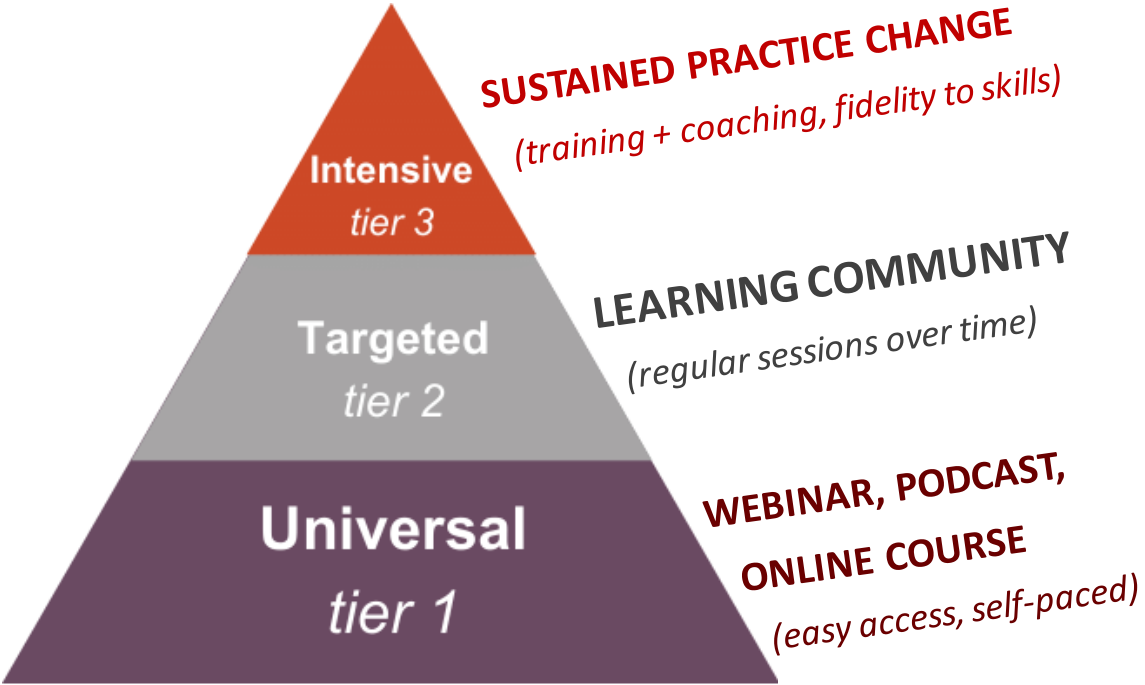 SUSTAINED PRACTICE CHANGE
(training + coaching, fidelity to skills)
Intensive
tier 3
LEARNING COMMUNITY
(regular sessions over time)
Targeted
tier 2
WEBINAR, PODCAST,
ONLINE COURSE
(easy access, self-paced)
Universal
tier 1